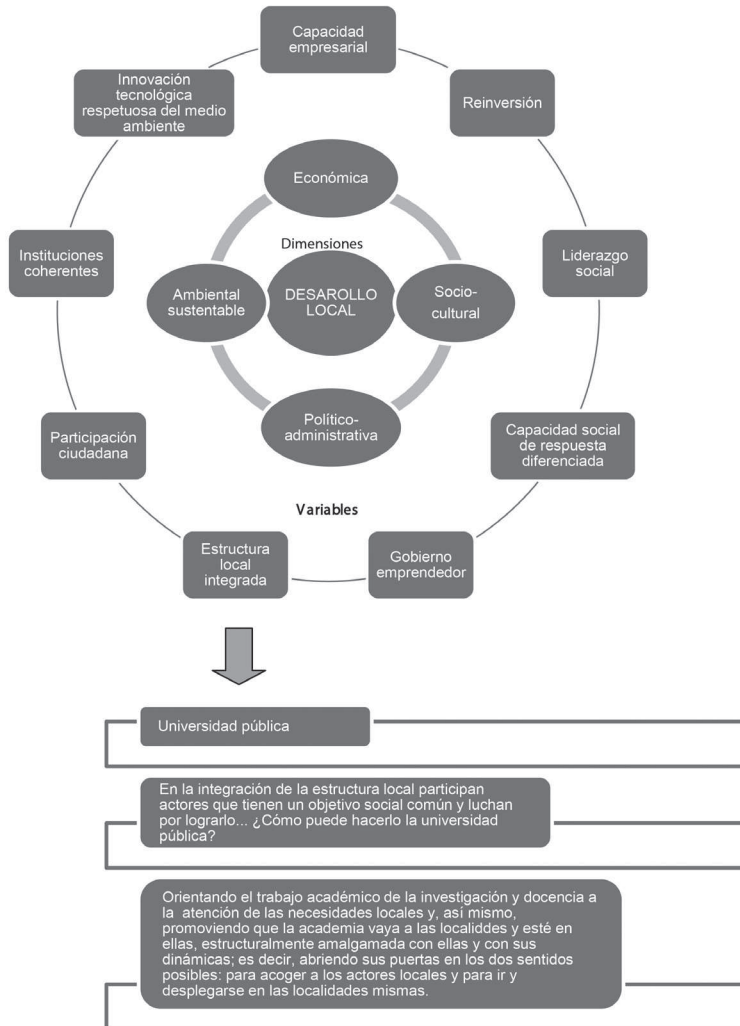 Capacidad
empresarial
Innovación
tecnológica
respetuosa del medio
ambiente
Reinversión
Económica
Dimensiones
Instituciones
coherentes
Ambiental
sustentable
DESAROLLO
LOCAL
Socio-
cultural
Liderazgo
social
Político-
administrativa
Participación
ciudadana
Capacidad social
de respuesta
diferenciada
Variables
Estructura
local
integrada
Gobierno
emprendedor
Universidad pública
En la integración de la estructura local participan
actores que tienen un objetivo social común y luchan
por lograrlo... ¿Cómo puede hacerlo la universidad
pública?
Orientando el trabajo académico de la investigación y docencia a
la atención de las necesidades locales y, así mismo,
promoviendo que la academia vaya a las localiddes y esté en
ellas, estructuralmente amalgamada con ellas y con sus
dinámicas; es decir, abriendo sus puertas en los dos sentidos
posibles: para acoger a los actores locales y para ir y
desplegarse en las localidades mismas.